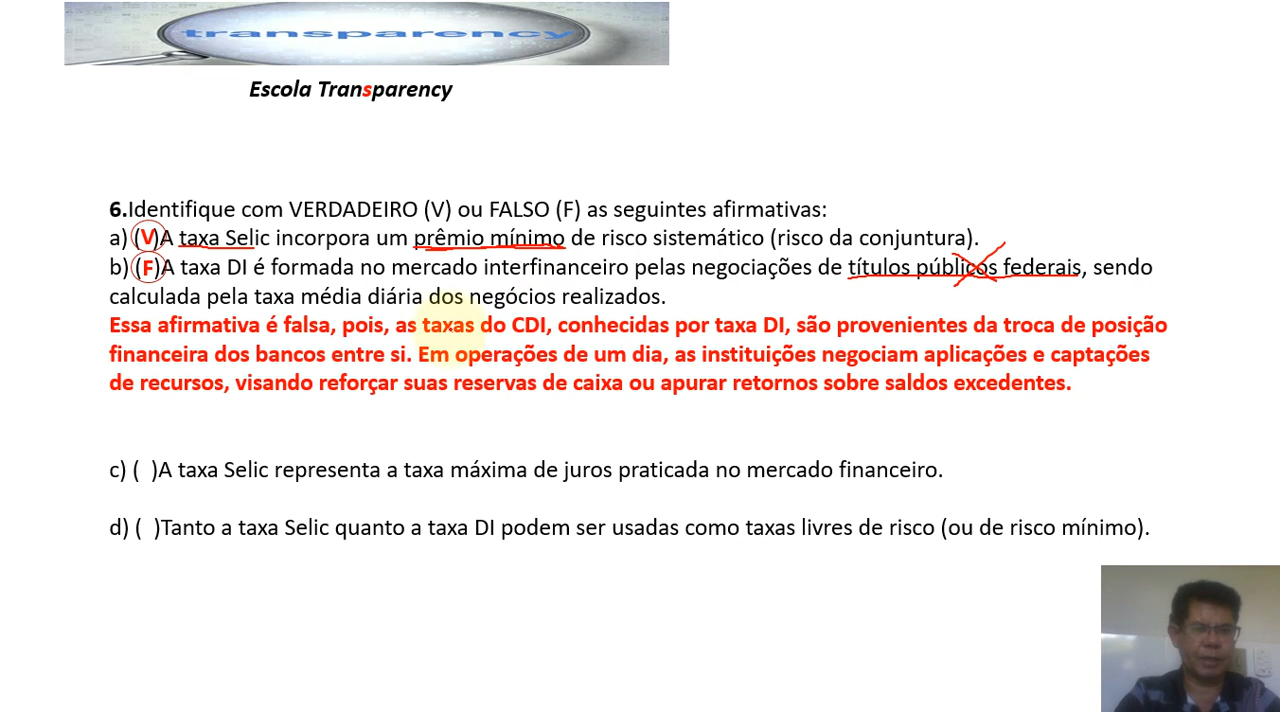 transparency
Escola Transparency
6.Identifique com VERDADEIRO (V) ou FALSO (F) as seguintes afirmativas:
a) (V)A taxa Selic incorpora um prêmio mínimo de risco sistemático (risco da conjuntura).
b) (F)A taxa DI é formada no mercado interfinanceiro pelas negociações de títulos públicos federais, sendo
calculada pela taxa média diária dos negócios realizados.
Essa afirmativa é falsa, pois, as taxas do CDI, conhecidas por taxa DI, são provenientes da troca de posição
financeira dos bancos entre si. Em operações de um dia, as instituições negociam aplicações e captações
de recursos, visando reforçar suas reservas de caixa ou apurar retornos sobre saldos excedentes.
c) ( )A taxa Selic representa a taxa máxima de juros praticada no mercado financeiro.
d) ( )Tanto a taxa Selic quanto a taxa DI podem ser usadas como taxas livres de risco (ou de risco mínimo).